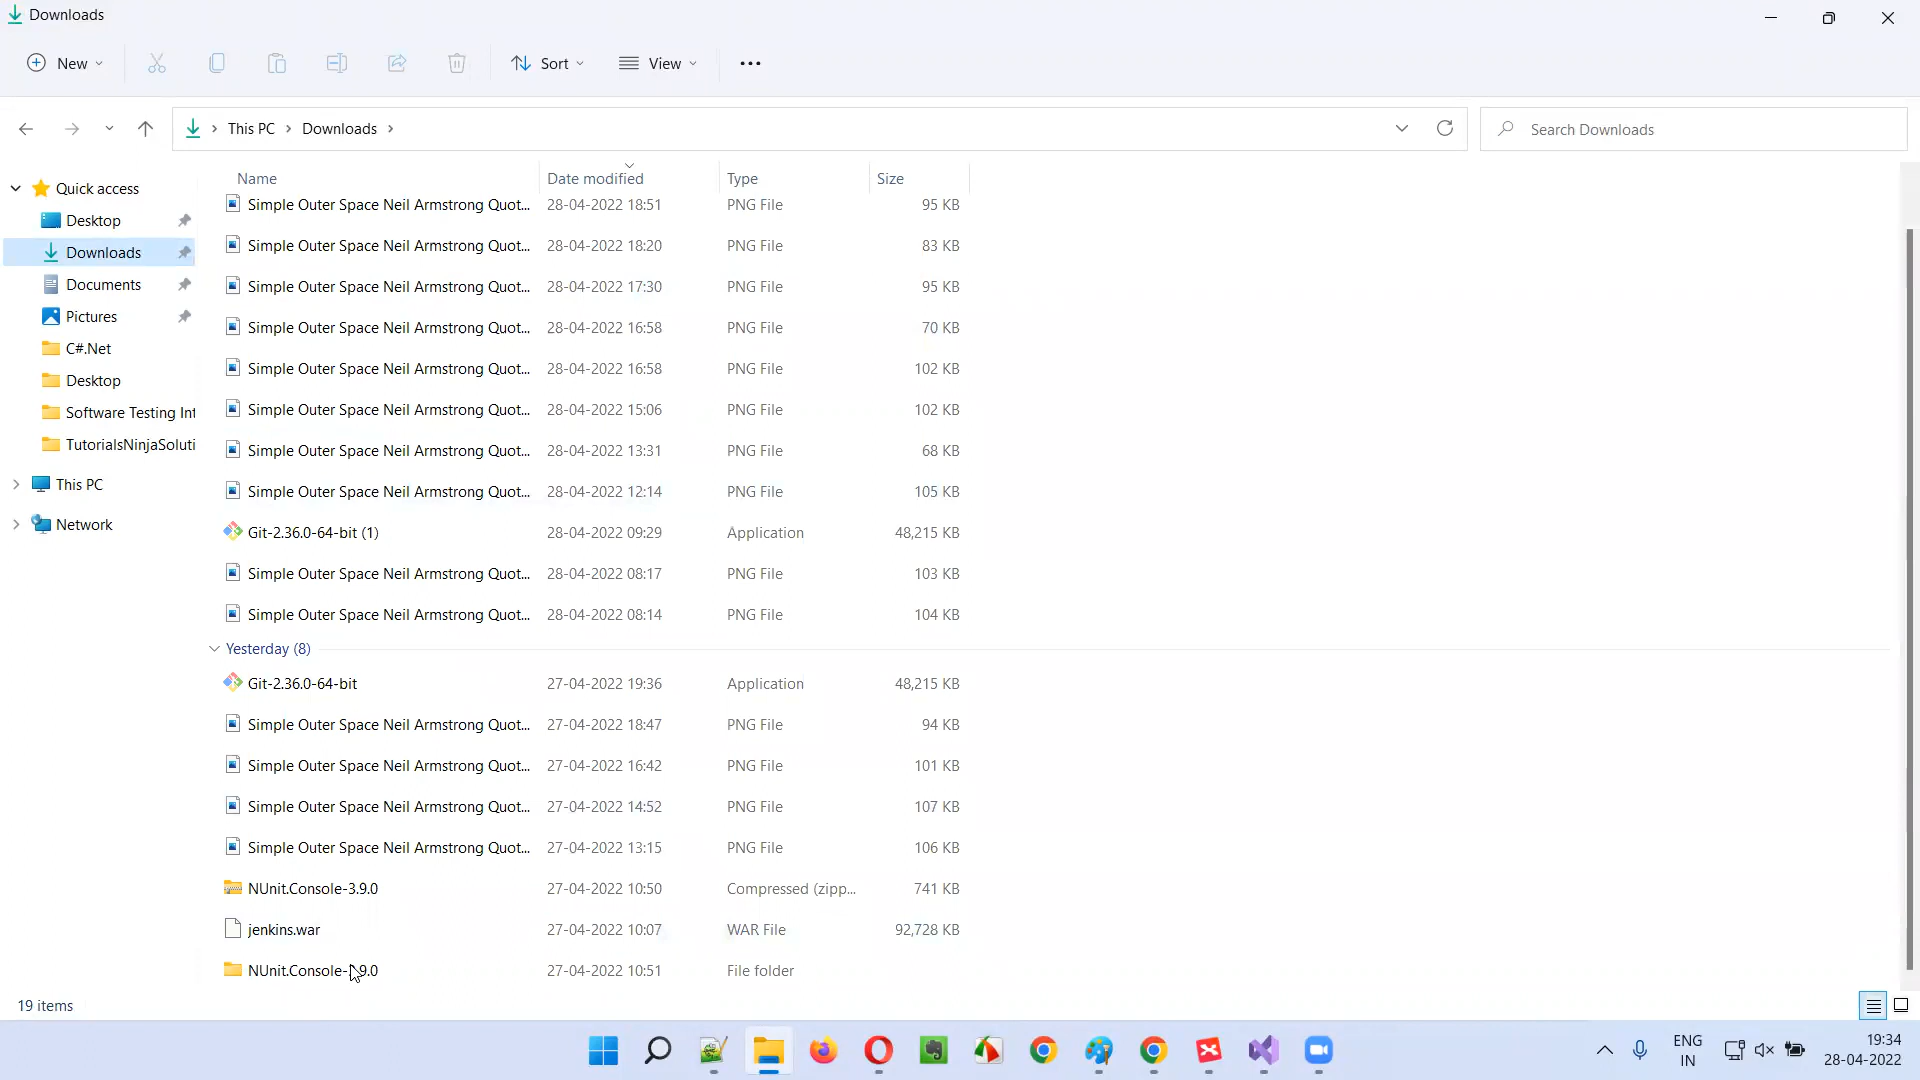 Downloads
New Sort View
This PC Downloads Search Downloads
Name Date modified Type Size
Quick access
Desktop
Downloads
Documents
Pictures
C#.Net
Desktop
Software Testing Int
TutorialsNinjaSoluti
This PC
Network
Simple Outer Space Neil Armstrong Quot... 28-04-2022 18:51 PNG File 95 KB
Simple Outer Space Neil Armstrong Quot... 28-04-2022 18:20 PNG File 83 KB
Simple Outer Space Neil Armstrong Quot... 28-04-2022 17:30 PNG File 95 KB
Simple Outer Space Neil Armstrong Quot... 28-04-2022 16:58 PNG File 70 KB
Simple Outer Space Neil Armstrong Quot... 28-04-2022 16:58 PNG File 102 KB
Simple Outer Space Neil Armstrong Quot... 28-04-2022 15:06 PNG File 102 KB
Simple Outer Space Neil Armstrong Quot... 28-04-2022 13:31 PNG File 68 KB
Simple Outer Space Neil Armstrong Quot... 28-04-2022 12:14 PNG File 105 KB
Git-2.36.0-64-bit (1) 28-04-2022 09:29 Application 48,215 KB
Simple Outer Space Neil Armstrong Quot... 28-04-2022 08:17 PNG File 103 KB
Simple Outer Space Neil Armstrong Quot... 28-04-2022 08:14 PNG File 104 KB
Yesterday (8)
Git-2.36.0-64-bit 27-04-2022 19:36 Application 48,215 KB
Simple Outer Space Neil Armstrong Quot... 27-04-2022 18:47 PNG File 94 KB
Simple Outer Space Neil Armstrong Quot... 27-04-2022 16:42 PNG File 101 KB
Simple Outer Space Neil Armstrong Quot... 27-04-2022 14:52 PNG File 107 KB
Simple Outer Space Neil Armstrong Quot... 27-04-2022 13:15 PNG File 106 KB
NUnit.Console-3.9.0 27-04-2022 10:50 Compressed (zipp... 741 KB
jenkins.war 27-04-2022 10:07 WAR File 92,728 KB
NUnit.Console-3.9.0 27-04-2022 10:51 File folder
19 items
ENG 19:34
IN 28-04-2022